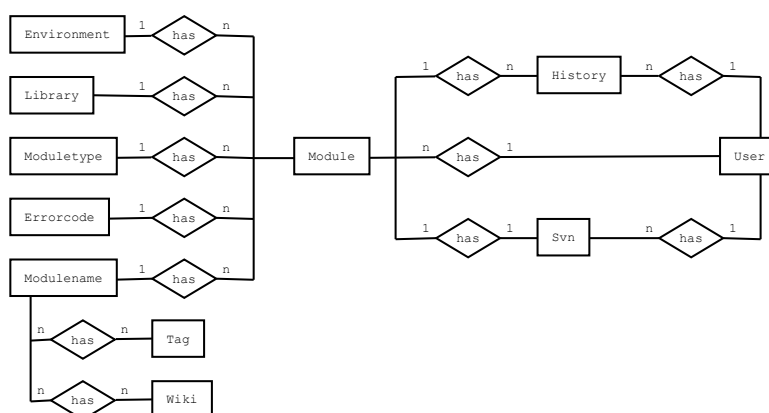 Environment 1 has n
Library 1 has n
Moduletype 1 has n
Errorcode 1 has n
Modulename 1 has n
n has n Tag
n has n Wiki
Module
1 has n History n has 1
n has 1 User
1 has 1 Svn n has 1